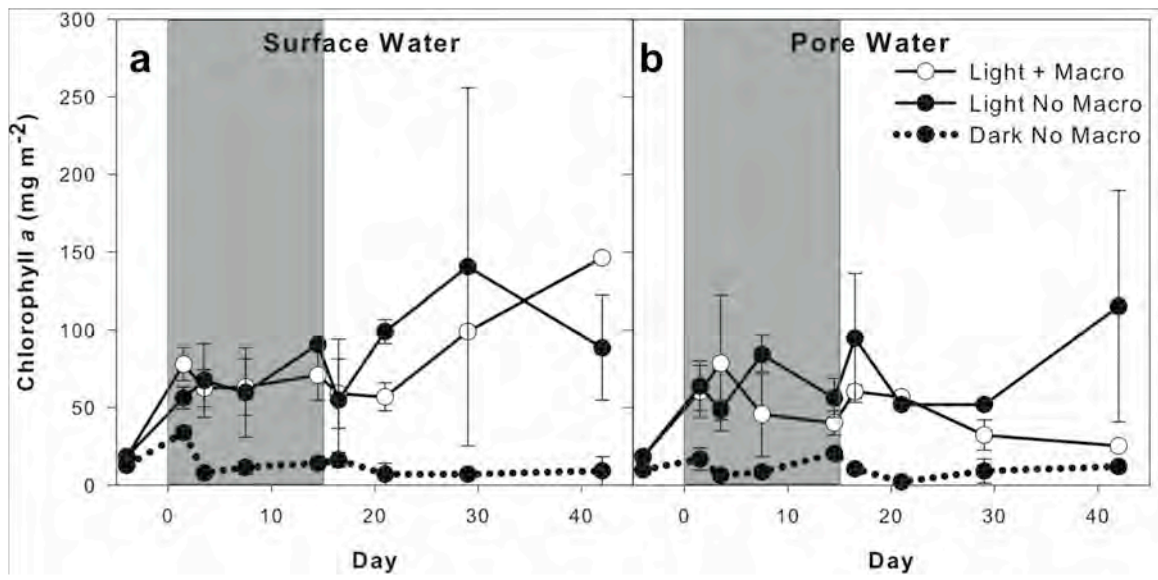 Surface Water
Pore Water
a
b
Light + Macro
Light No Macro
Dark No Macro
Chlorophyll a (mg m-2)
300
250
200
150
100
50
0
0 10 20 30 40
0 10 20 30 40
Day
Day